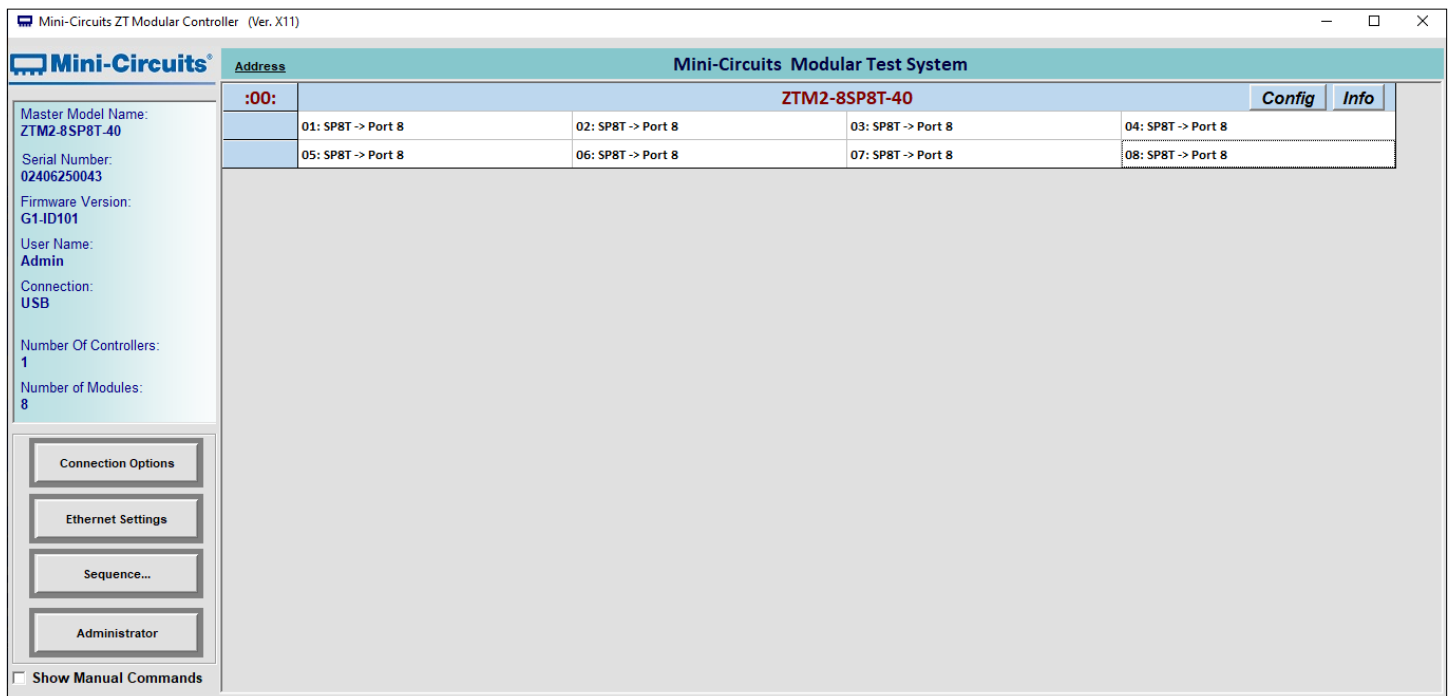 Mini-Circuits ZT Modular Controller (Ver. X11)
Mini-Circuits®
Address
Mini-Circuits Modular Test System
:00:
ZTM2-8SP8T-40
Config
Info
01: SP8T -> Port 8
02: SP8T -> Port 8
03: SP8T -> Port 8
04: SP8T -> Port 8
05: SP8T -> Port 8
06: SP8T -> Port 8
07: SP8T -> Port 8
08: SP8T -> Port 8
Master Model Name:
ZTM2-8SP8T-40
Serial Number:
02406250043
Firmware Version:
G1-ID101
User Name:
Admin
Connection:
USB
Number Of Controllers:
1
Number of Modules:
8
Connection Options
Ethernet Settings
Sequence...
Administrator
Show Manual Commands